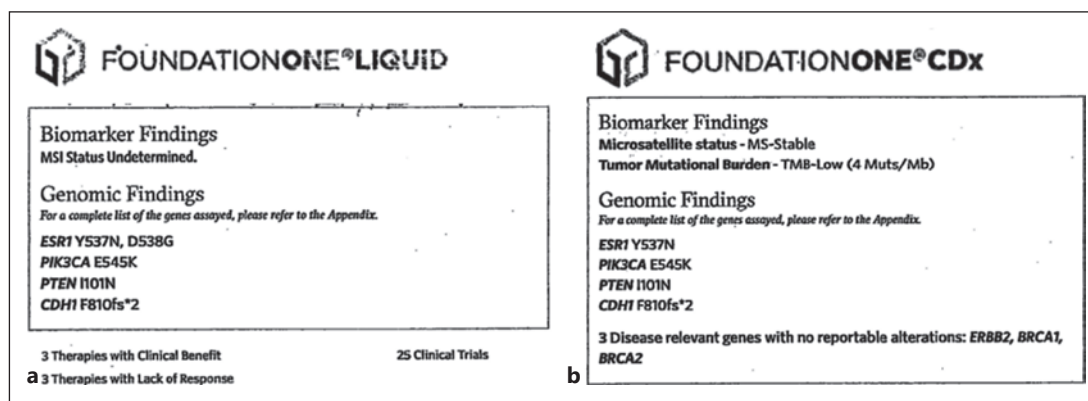 FOUNDATIONONE®LIQUID
Biomarker Findings
MSI Status Undetermined.
Genomic Findings
For a complete list of the genes assayed, please refer to the Appendix.
ESR1 Y537N, D538G
PIK3CA E545K
PTEN I101N
CDH1 F810fs*2
3 Therapies with Clinical Benefit
25 Clinical Trials
3 Therapies with Lack of Response
a
FOUNDATIONONE®CDx
Biomarker Findings
Microsatellite status - MS-Stable
Tumor Mutational Burden - TMB-Low (4 Muts/Mb)
Genomic Findings
For a complete list of the genes assayed, please refer to the Appendix.
ESR1 Y537N
PIK3CA E545K
PTEN I101N
CDH1 F810fs*2
3 Disease relevant genes with no reportable alterations: ERBB2, BRCA1,
BRCA2
b